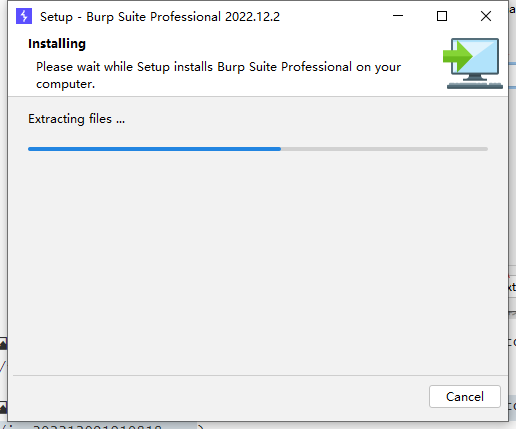 Setup - Burp Suite Professional 2022.12.2
Installing
Please wait while Setup installs Burp Suite Professional on your
computer.
Extracting files ...
Cancel